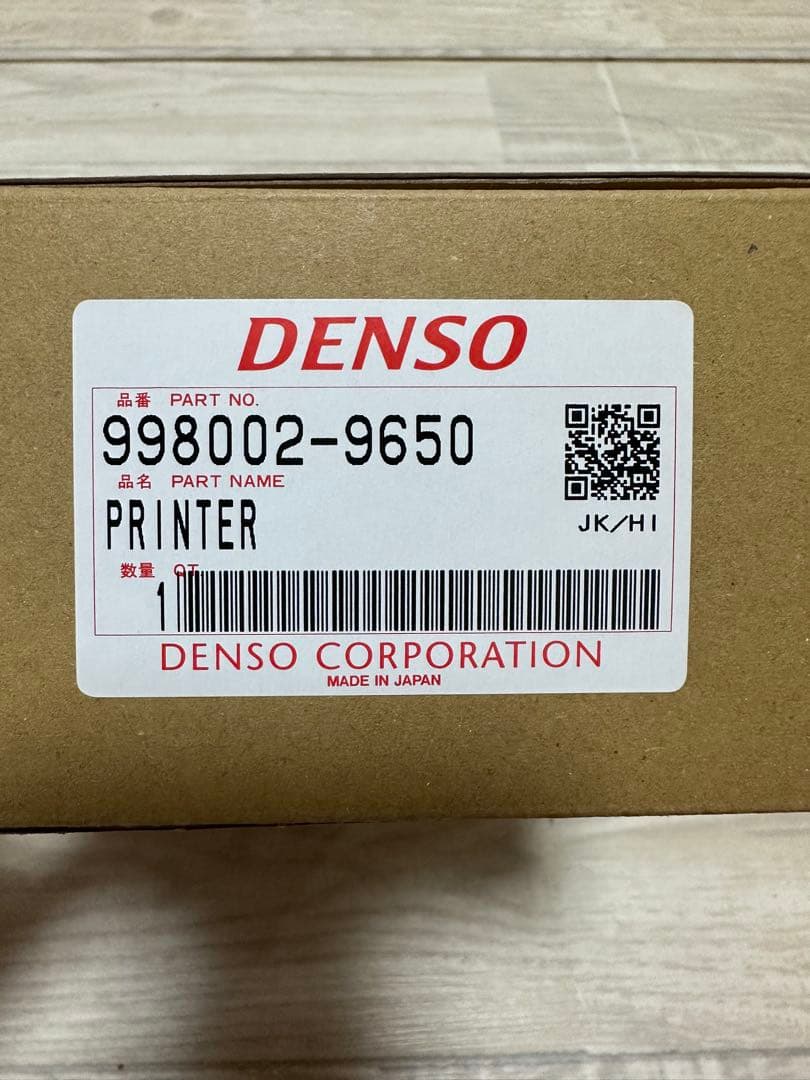 DENSO
品番 PART NO.
998002-9650
品名 PART NAME
PRINTER
JK/HI
数量 QT
1
DENSO CORPORATION
MADE IN JAPAN